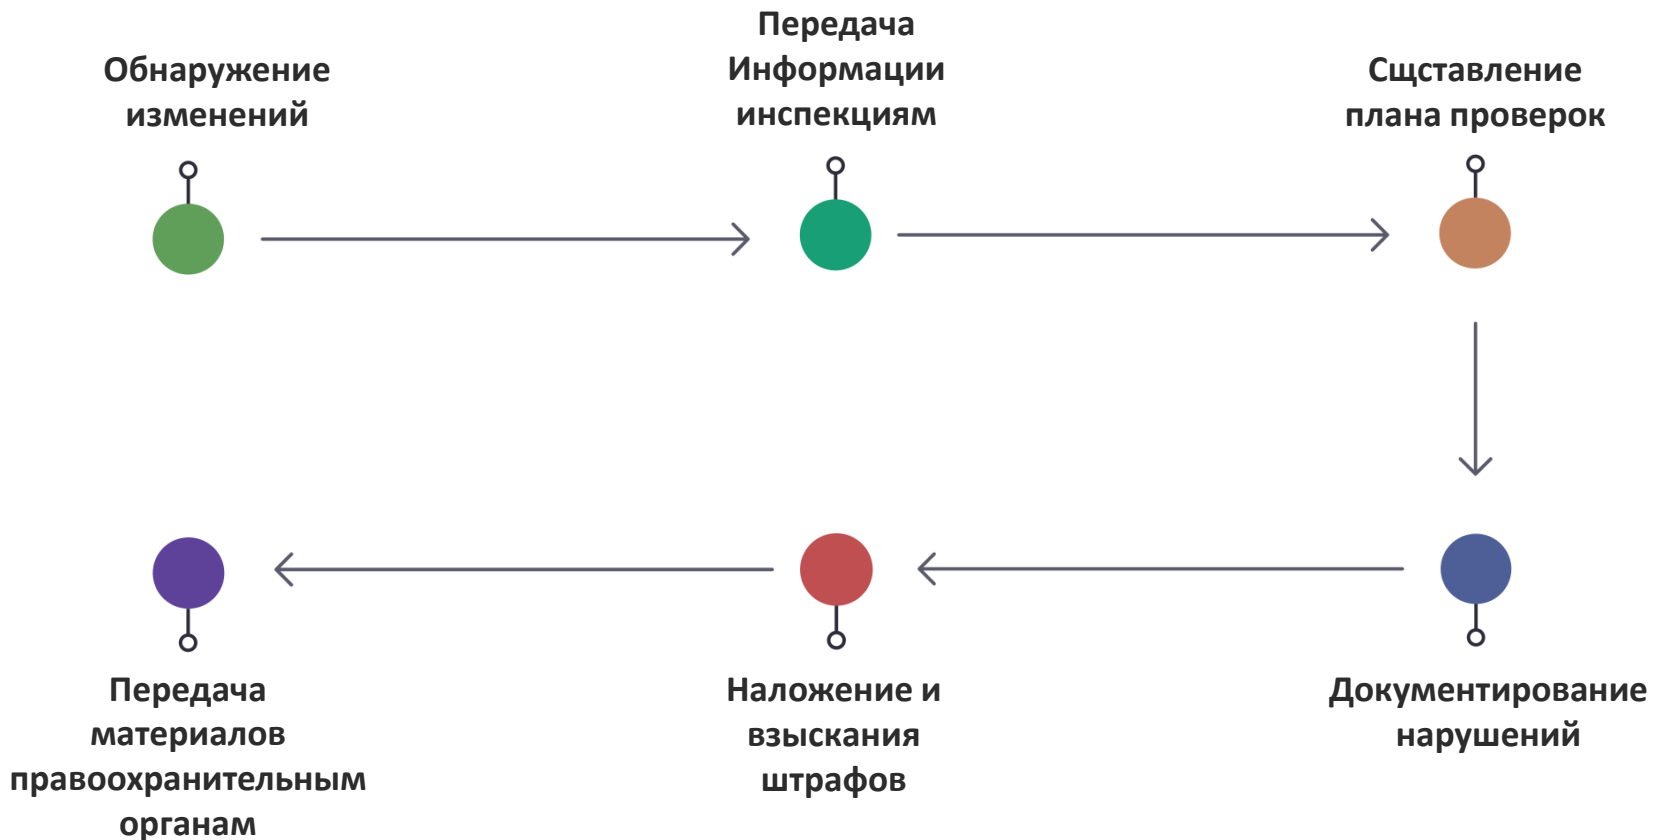 Обнаружение
изменений
Передача
Информации
инспекциям
Сщставление
плана проверок
Передача
материалов
правоохранительным
органам
Наложение и
взыскания
штрафов
Документирование
нарушений